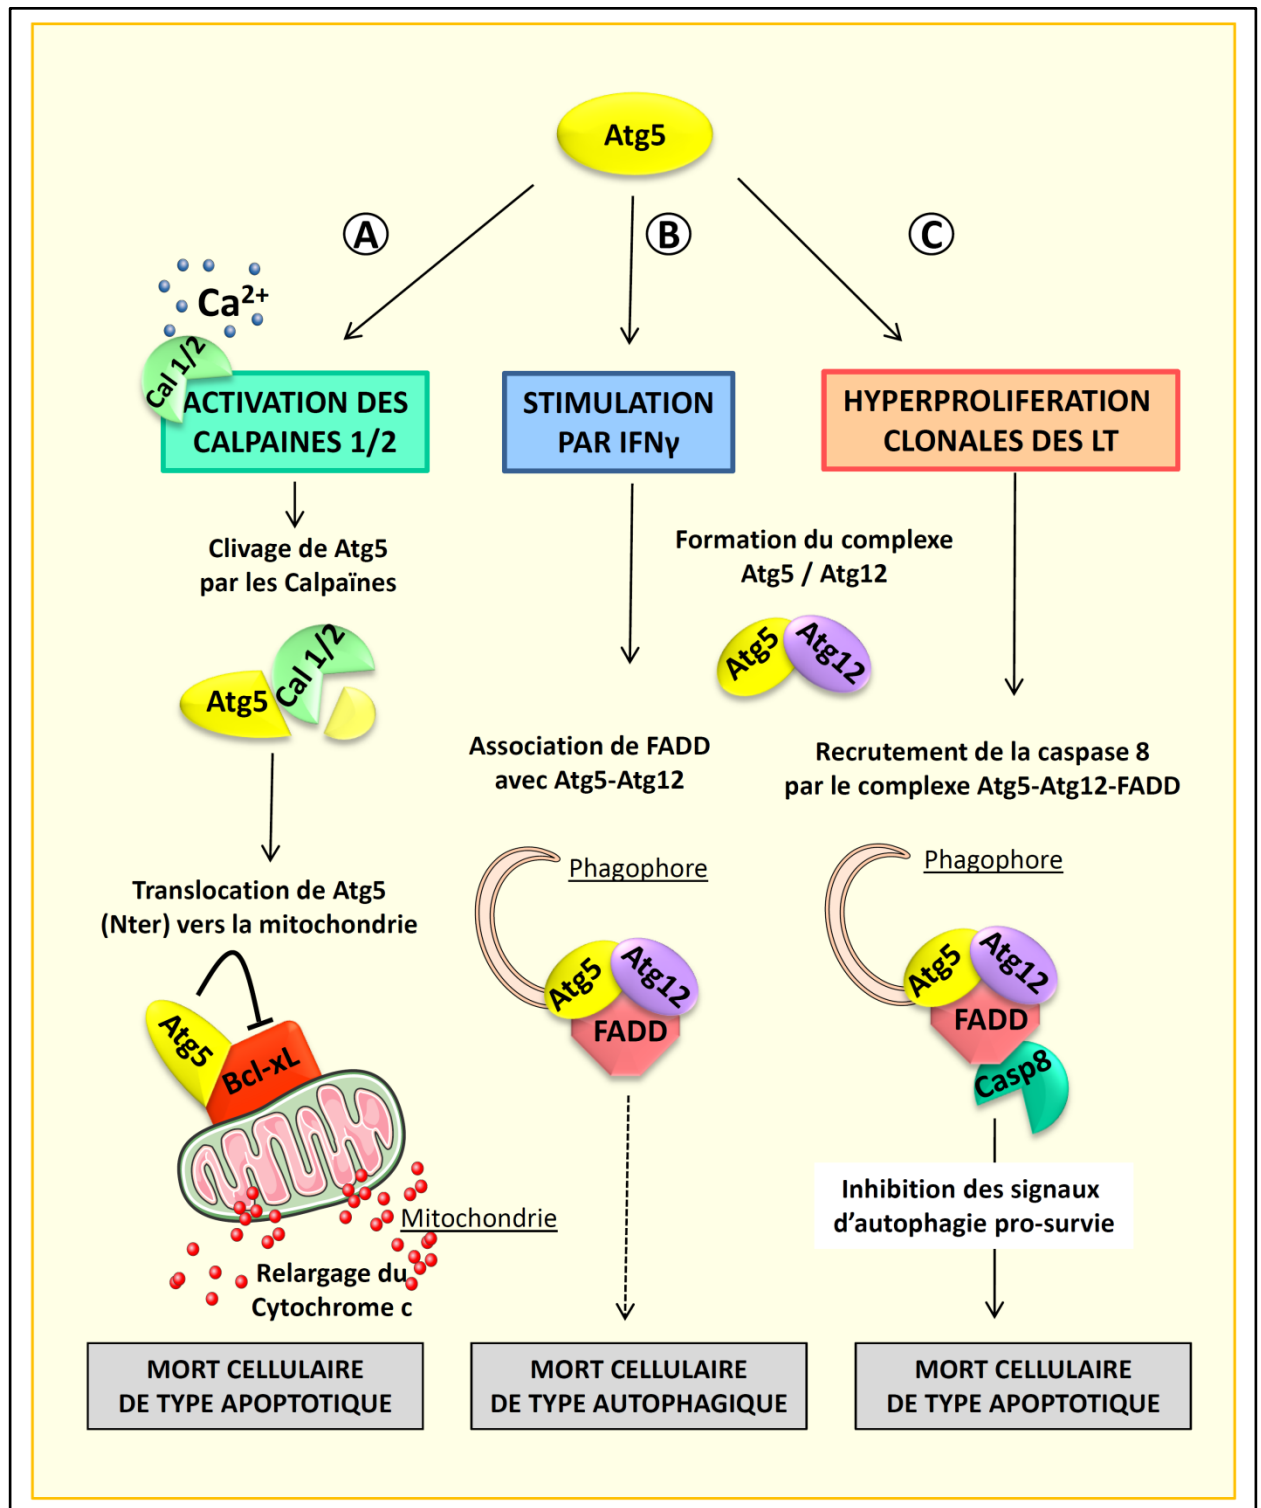 Atg5
A
B
C
Ca2+
Cal 1/2
ACTIVATION DES
CALPAINES 1/2
STIMULATION
PAR IFNγ
HYPERPROLIFERATION
CLONALES DES LT
Clivage de Atg5
par les Calpaïnes
Formation du complexe
Atg5 / Atg12
Atg5
Cal 1/2
Atg5
Atg12
Association de FADD
avec Atg5-Atg12
Recrutement de la caspase 8
par le complexe Atg5-Atg12-FADD
Translocation de Atg5
(Nter) vers la mitochondrie
Phagophore
Phagophore
Atg5
Bcl-xL
Atg5
Atg12
FADD
Atg5
Atg12
FADD
Casp8
Mitochondrie
Relargage du
Cytochrome c
Inhibition des signaux
d’autophagie pro-survie
MORT CELLULAIRE
DE TYPE APOPTOTIQUE
MORT CELLULAIRE
DE TYPE AUTOPHAGIQUE
MORT CELLULAIRE
DE TYPE APOPTOTIQUE